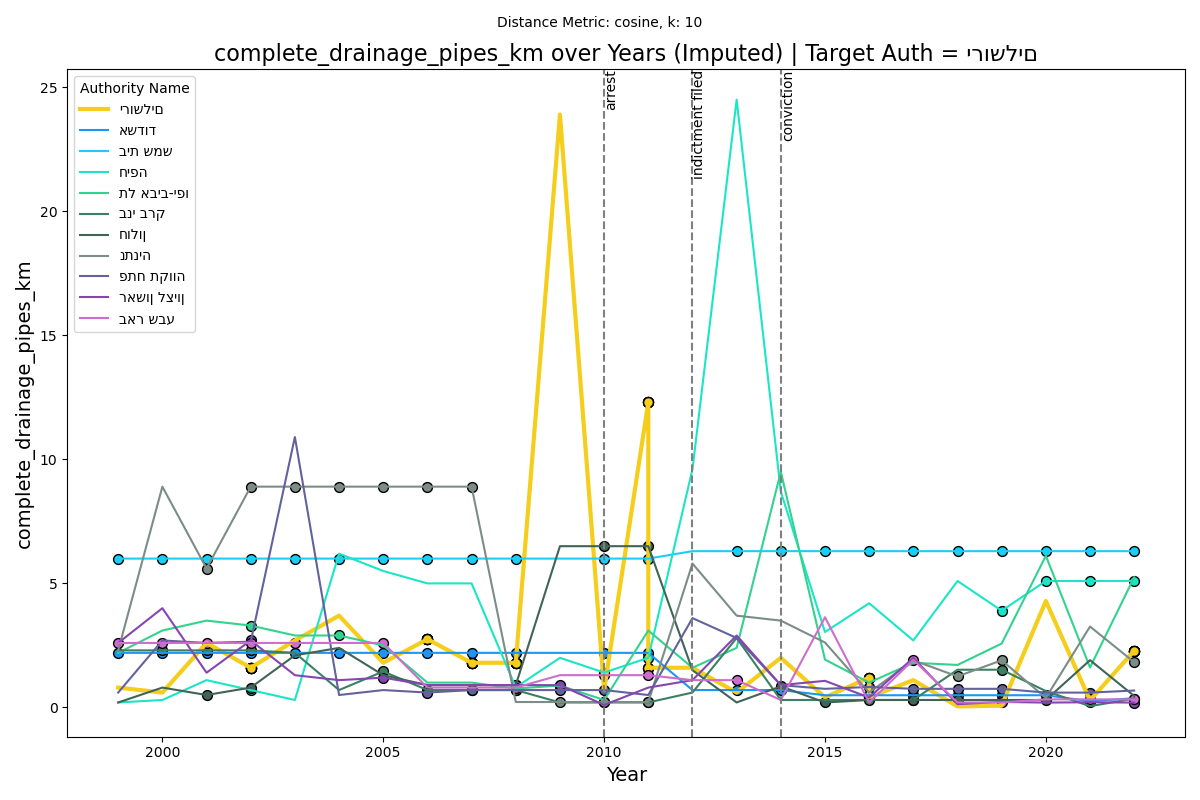 Distance Metric: cosine, k: 10
complete_drainage_pipes_km over Years (Imputed) | Target Auth = ירושלים
complete_drainage_pipes_km
25
20
15
10
5
0
Authority Name
ירושלים
אשדוד
בית שמש
חיפה
תל אביב-יפו
בני ברק
חולון
נתניה
פתח תקווה
ראשון לציון
באר שבע
arrest
indictment filed
conviction
2000
2005
2010
2015
2020
Year